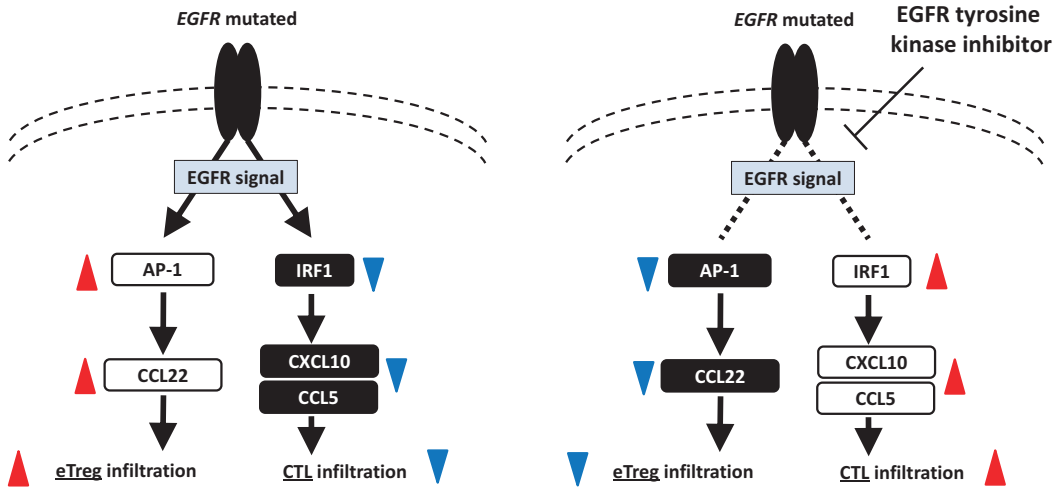 EGFR mutated
EGFR signal
AP-1
IRF1
CCL22
CXCL10
CCL5
eTreg infiltration
CTL infiltration
EGFR mutated
EGFR tyrosine
kinase inhibitor
EGFR signal
AP-1
IRF1
CCL22
CXCL10
CCL5
eTreg infiltration
CTL infiltration